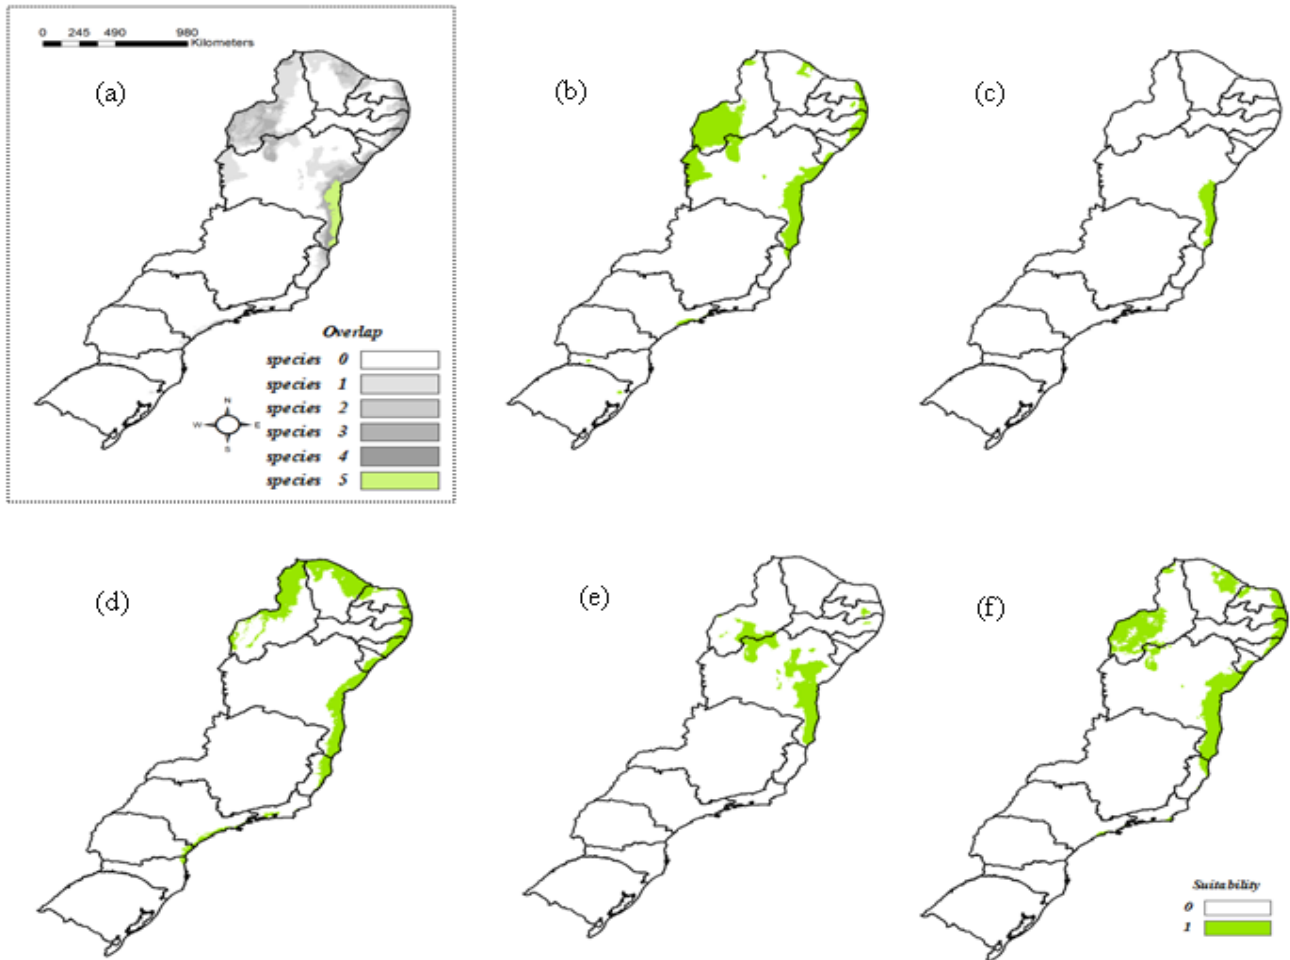 0 245 490 980
Kilometers
(a)
(b)
(c)
Overlap
species 0
species 1
species 2
species 3
species 4
species 5
N
W E
S
(d)
(e)
(f)
Suitability
0
1